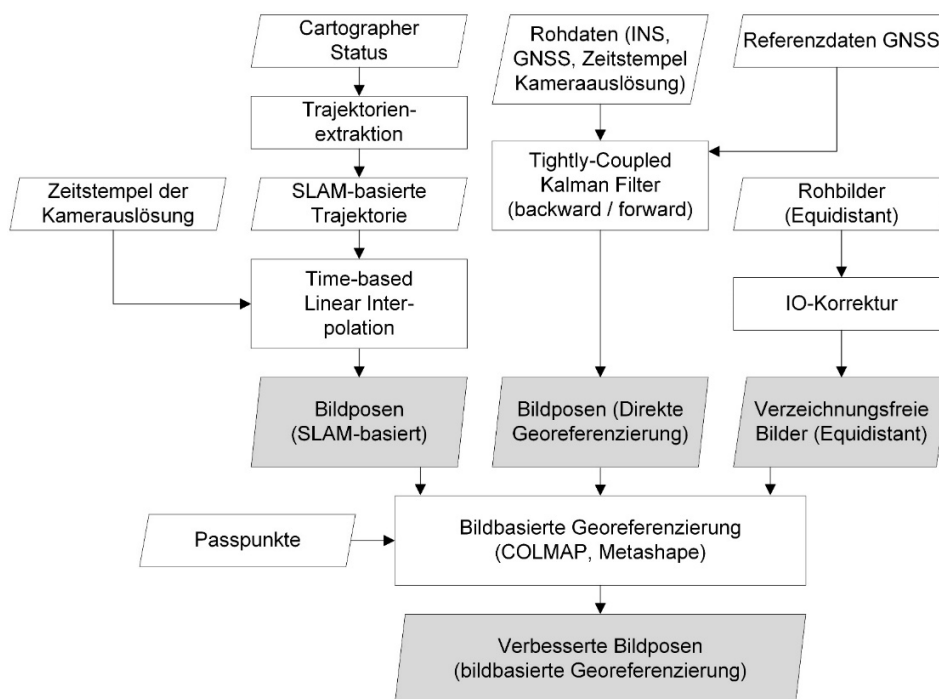 Cartographer
Status
Rohdaten (INS,
GNSS, Zeitstempel
Kameraauslösung)
Referenzdaten GNSS
Trajektorien-
extraktion
Tightly-Coupled
Kalman Filter
(backward / forward)
Zeitstempel der
Kamerauslösung
SLAM-basierte
Trajektorie
Rohbilder
(Equidistant)
Time-based
Linear Inter-
polation
IO-Korrektur
Bildposen
(SLAM-basiert)
Bildposen (Direkte
Georeferenzierung)
Verzeichnungsfreie
Bilder (Equidistant)
Passpunkte
Bildbasierte Georeferenzierung
(COLMAP, Metashape)
Verbesserte Bildposen
(bildbasierte Georeferenzierung)